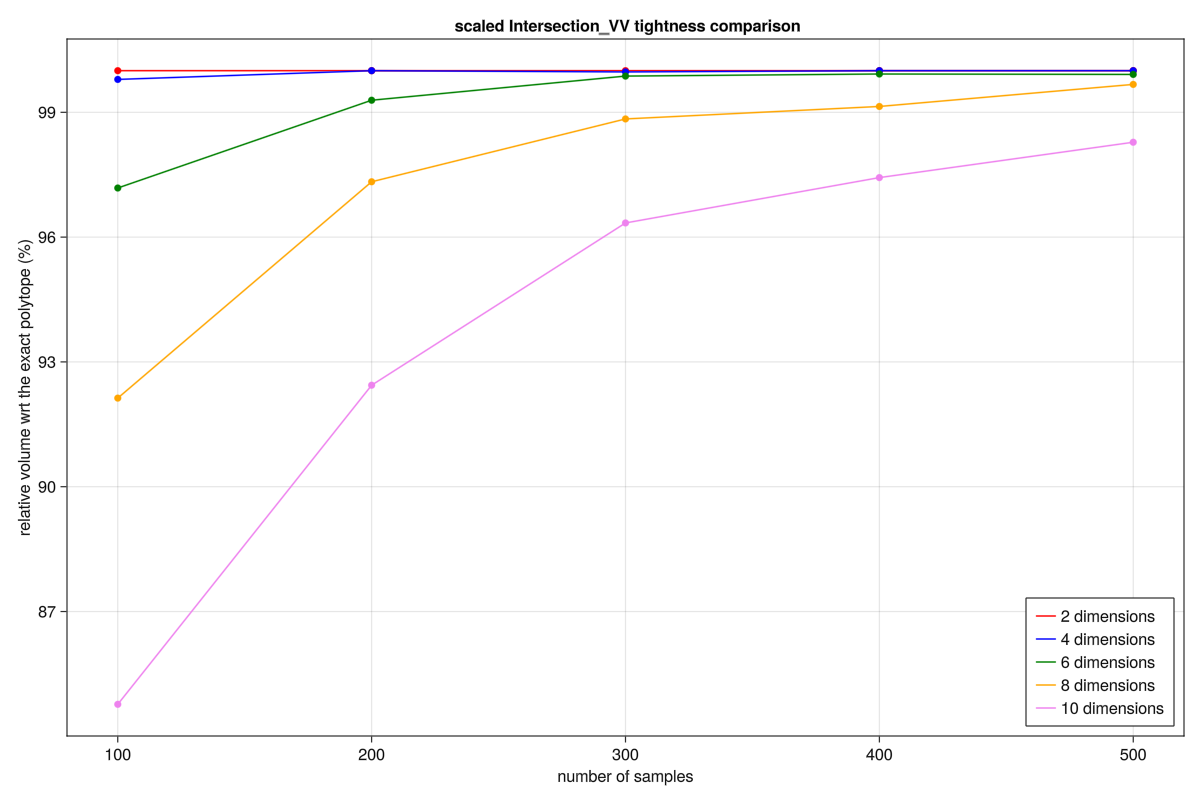 scaled Intersection_VV tightness comparison
relative volume wrt the exact polytope (%)
99
96
93
90
87
2 dimensions
4 dimensions
6 dimensions
8 dimensions
10 dimensions
100 200 300 400 500
number of samples